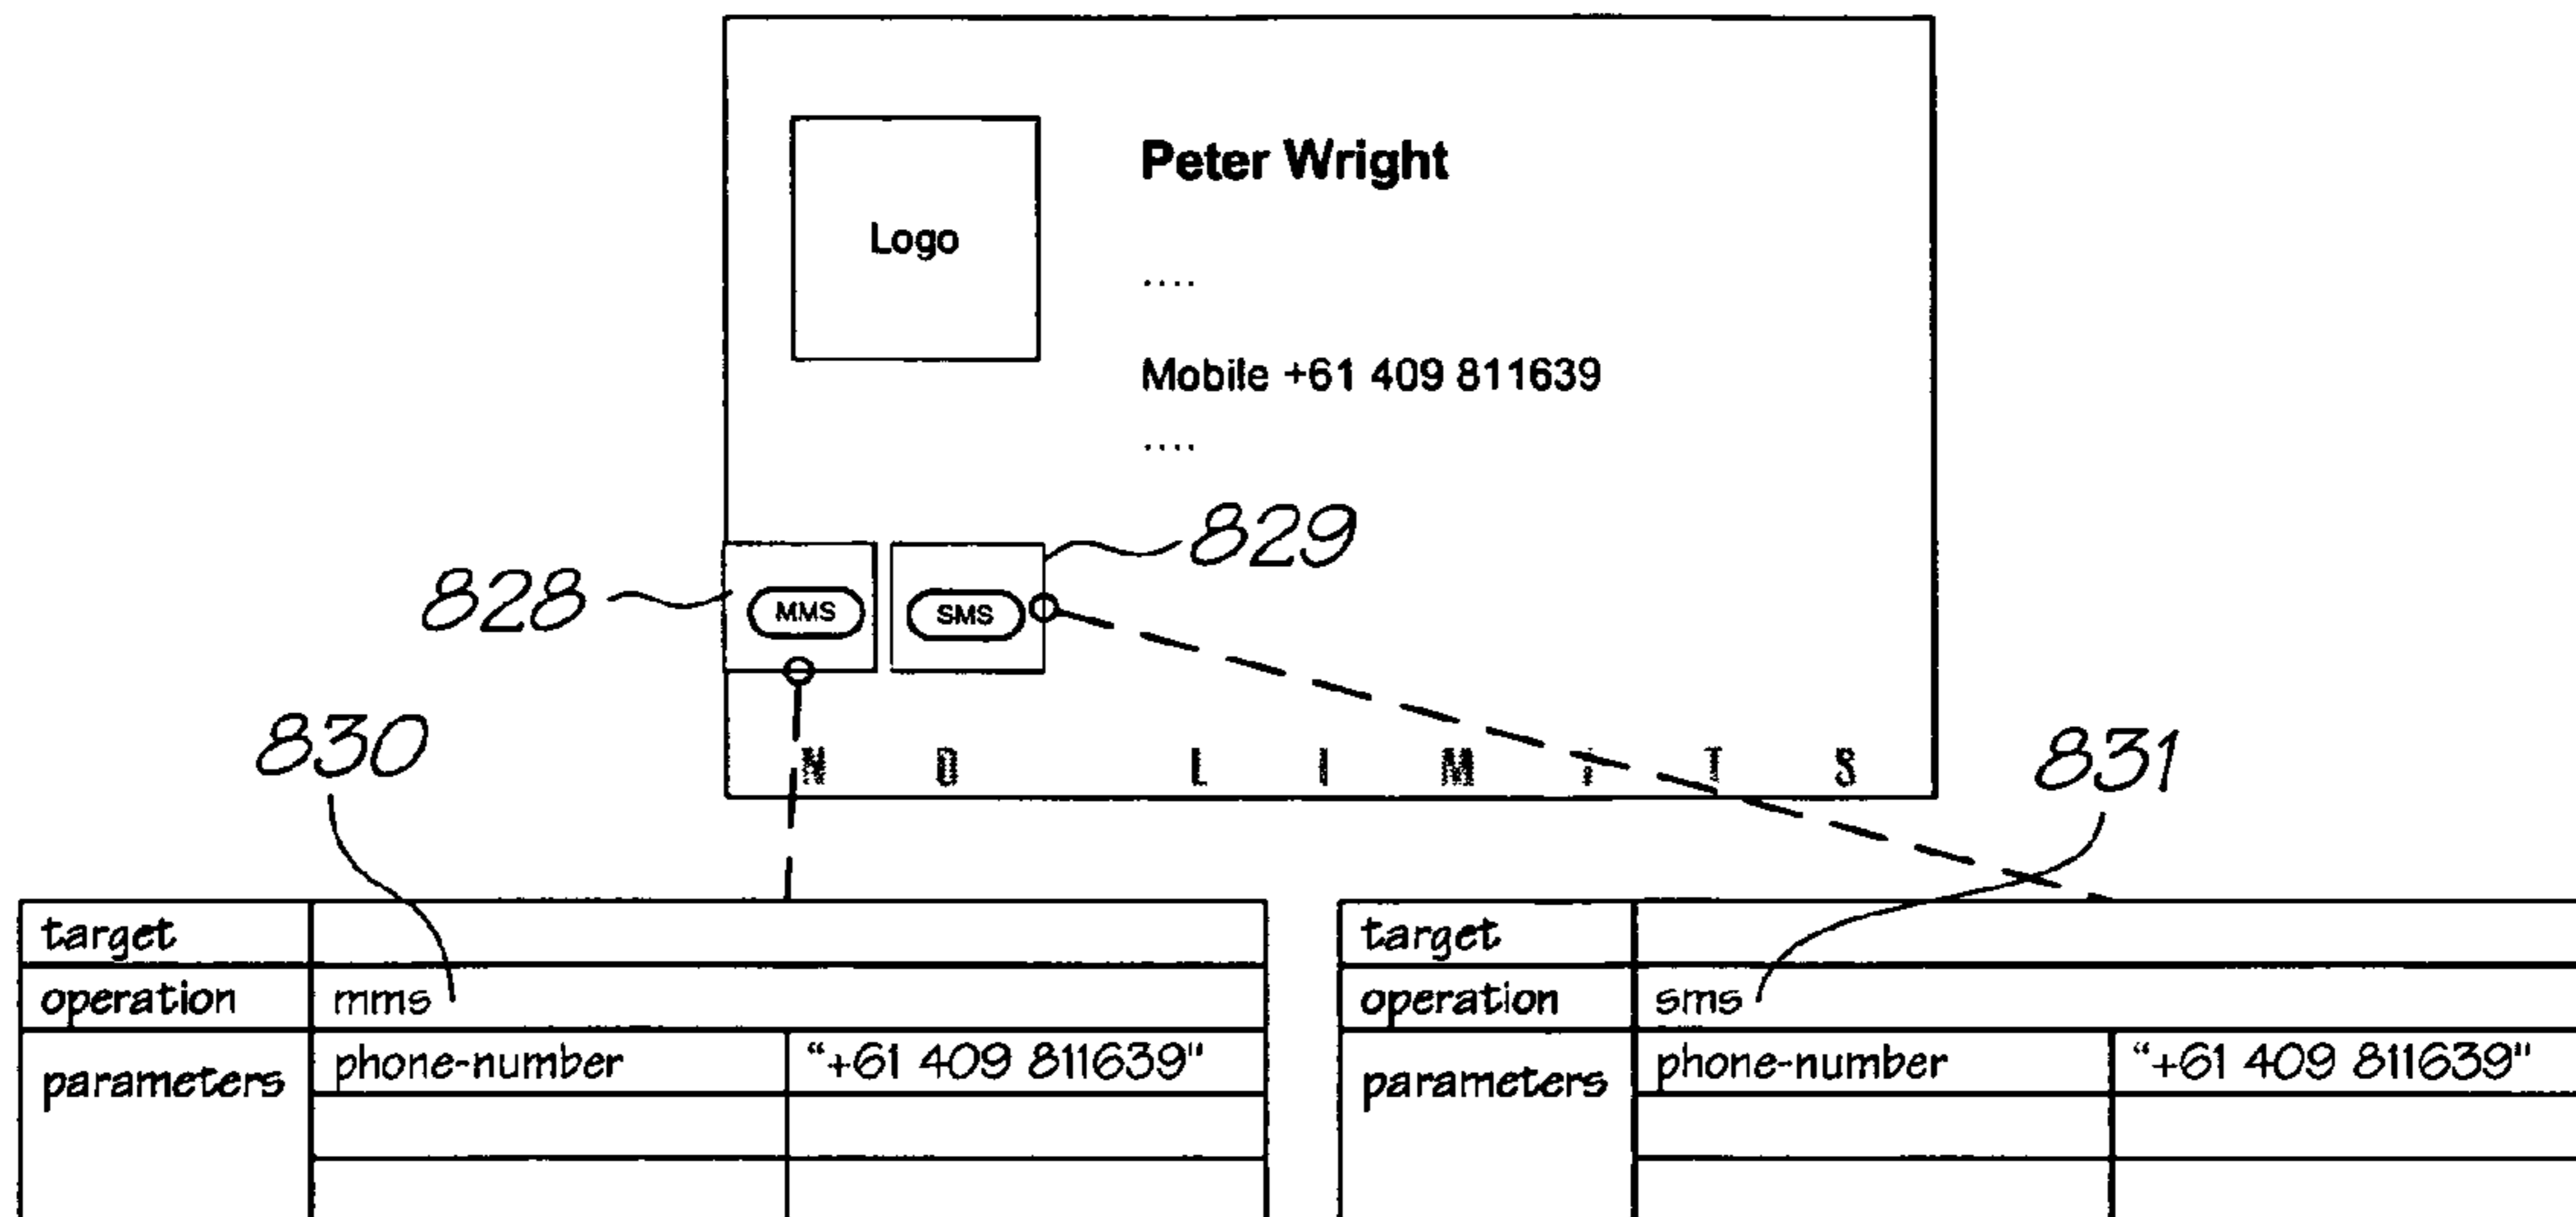 Peter Wright
Logo
....
Mobile +61 409 811639
....
829
828
MMS SMS
830
N O L I M I T S
831
target
operation mms
parameters phone-number “+61 409 811639"
target
operation sms
parameters phone-number “+61 409 811639"